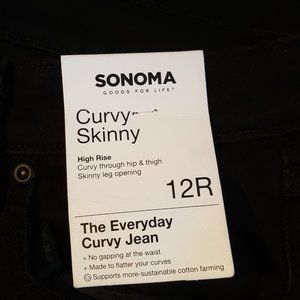 SONOMA
GOODS FOR LIFE®
Curvy
Skinny
High Rise
Curvy through hip & thigh
Skinny leg opening
12R
The Everyday
Curvy Jean
+ No gapping at the waist
+ Made to flatter your curves
Supports more-sustainable cotton farming